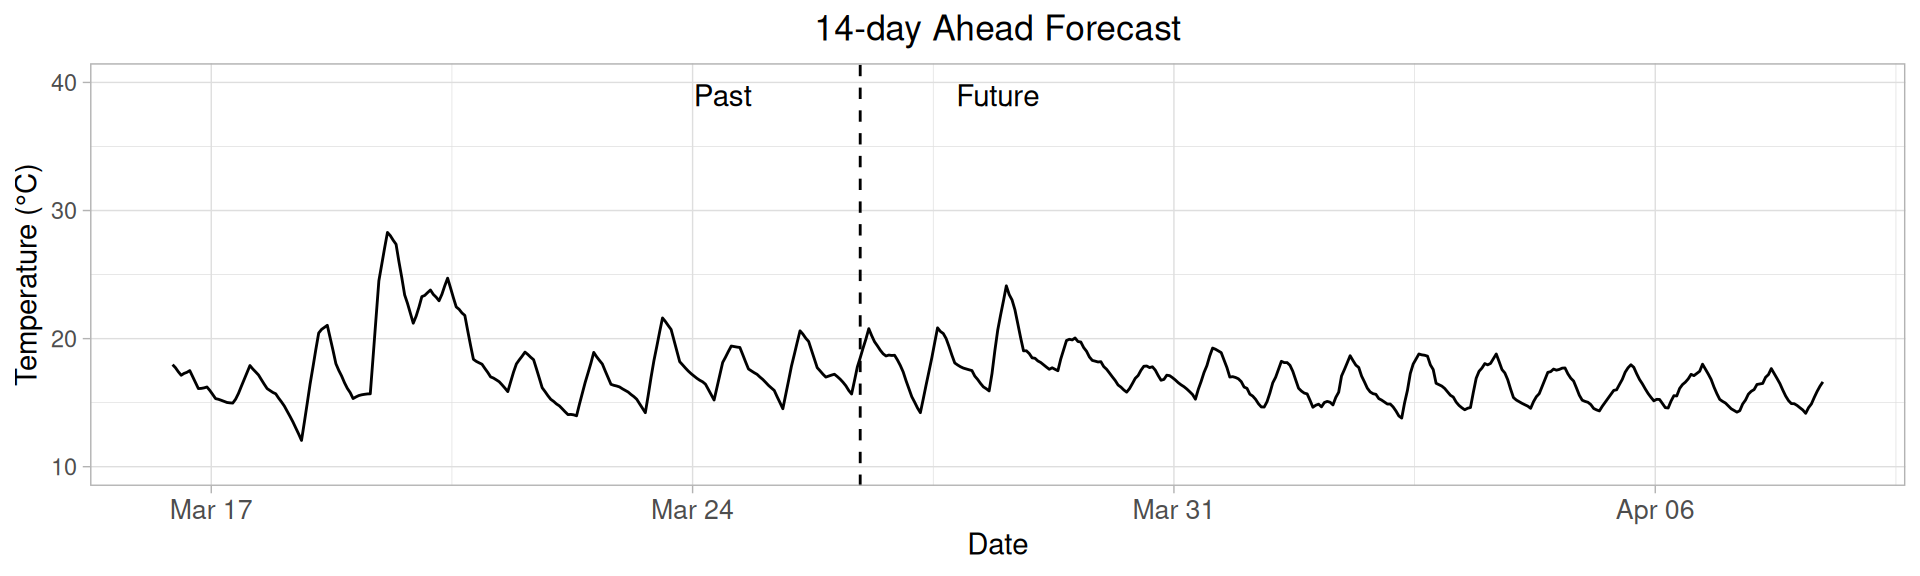 14-day Ahead Forecast
40
Past
Future
30
20
10
Temperature (°C)
Mar 17
Mar 24
Mar 31
Apr 06
Date